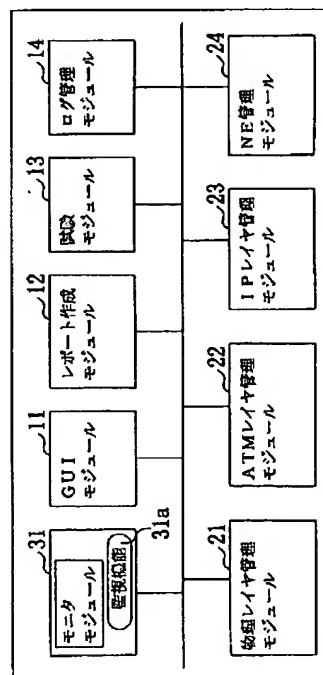 31
モニタ
モジュール
監視機能
31a
11
GUI
モジュール
12
レポート作成
モジュール
13
試験
モジュール
14
ログ管理
モジュール
21
物理レイヤ管理
モジュール
22
ATMレイヤ管理
モジュール
23
IPレイヤ管理
モジュール
24
NE管理
モジュール